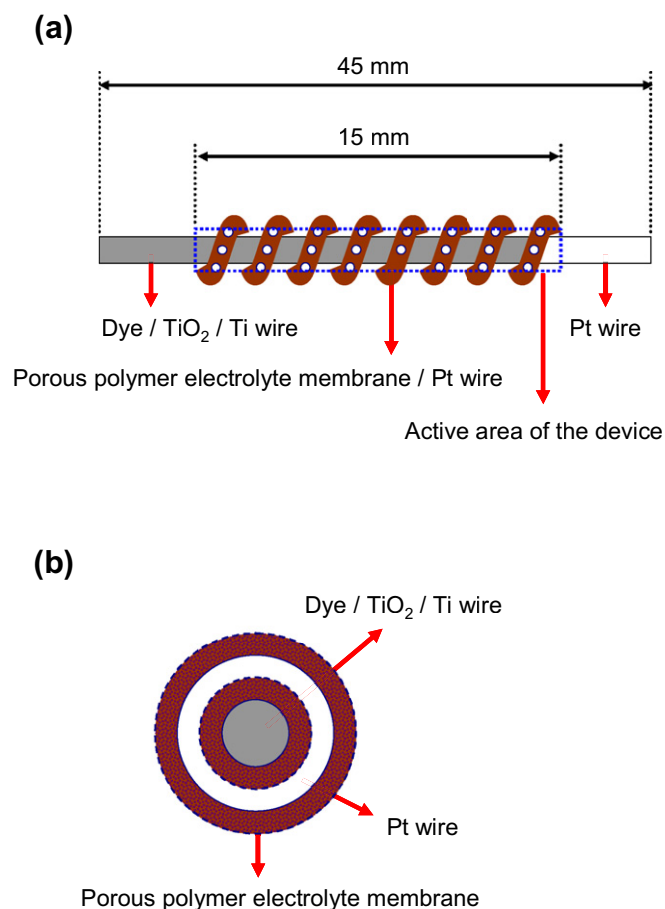 (a)
45 mm
15 mm
Dye / TiO₂ / Ti wire
Pt wire
Porous polymer electrolyte membrane / Pt wire
Active area of the device
(b)
Dye / TiO₂ / Ti wire
Pt wire
Porous polymer electrolyte membrane